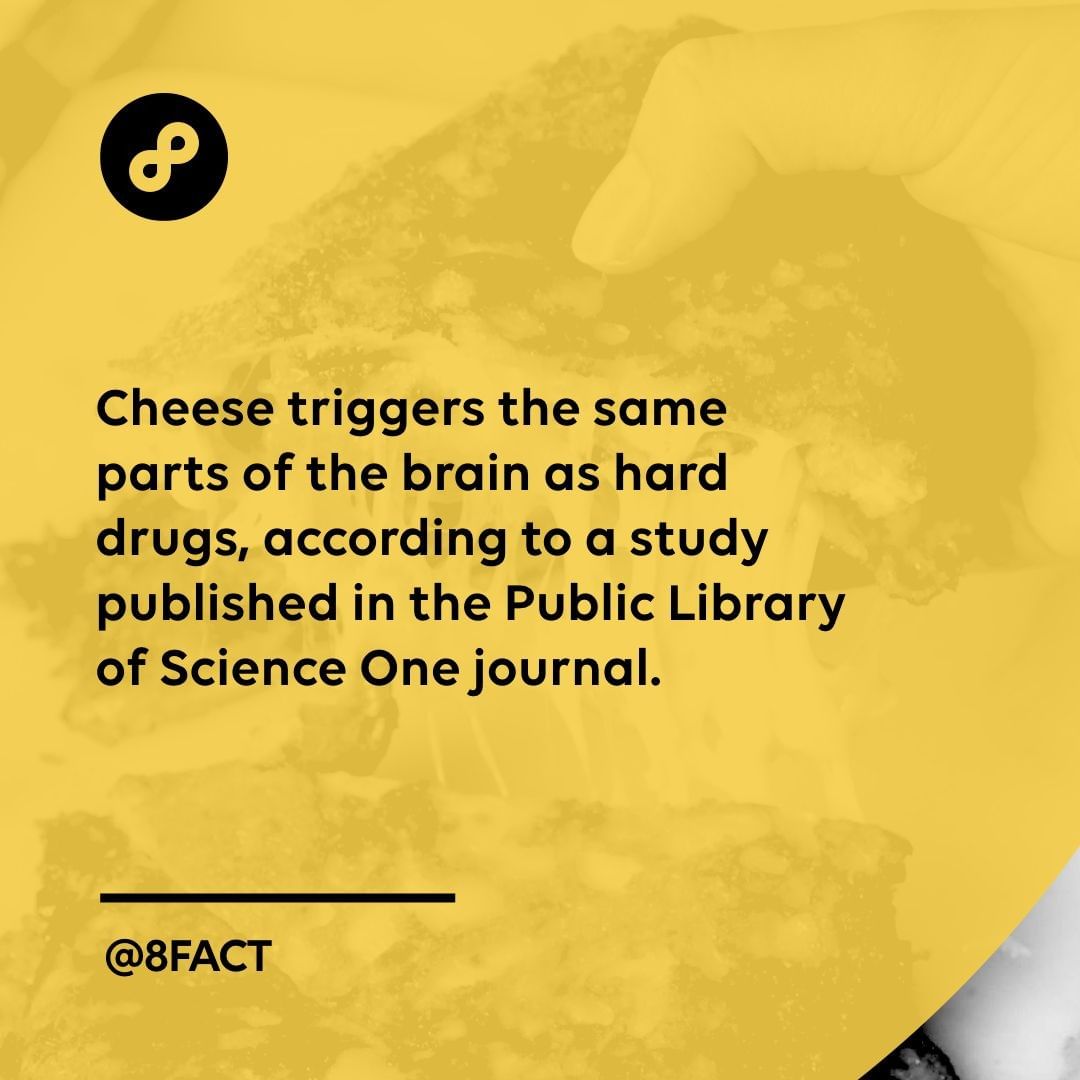 Cheese triggers the same
parts of the brain as hard
drugs, according to a study
published in the Public Library
of Science One journal.
@8FACT